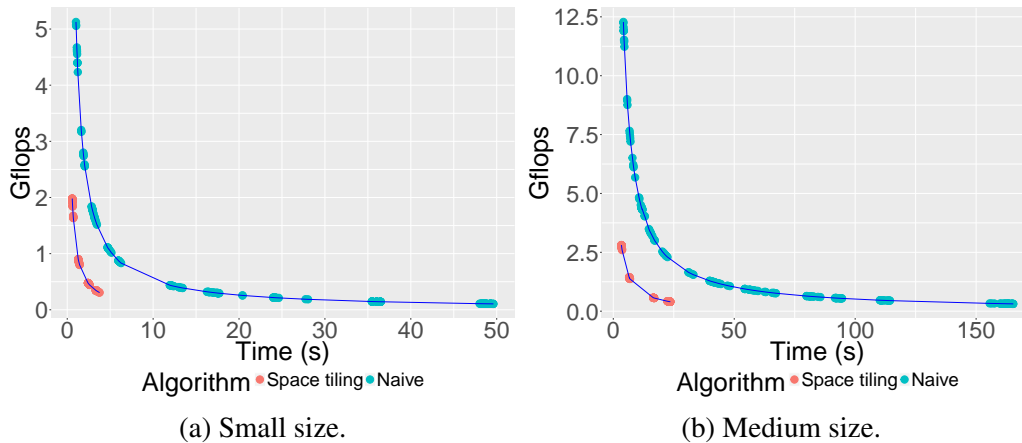 5
4
3
2
1
0
Gflops
0 10 20 30 40 50
Time (s)
Algorithm Space tiling Naive
(a) Small size.
12.5
10.0
7.5
5.0
2.5
0.0
Gflops
0 50 100 150
Time (s)
Algorithm Space tiling Naive
(b) Medium size.